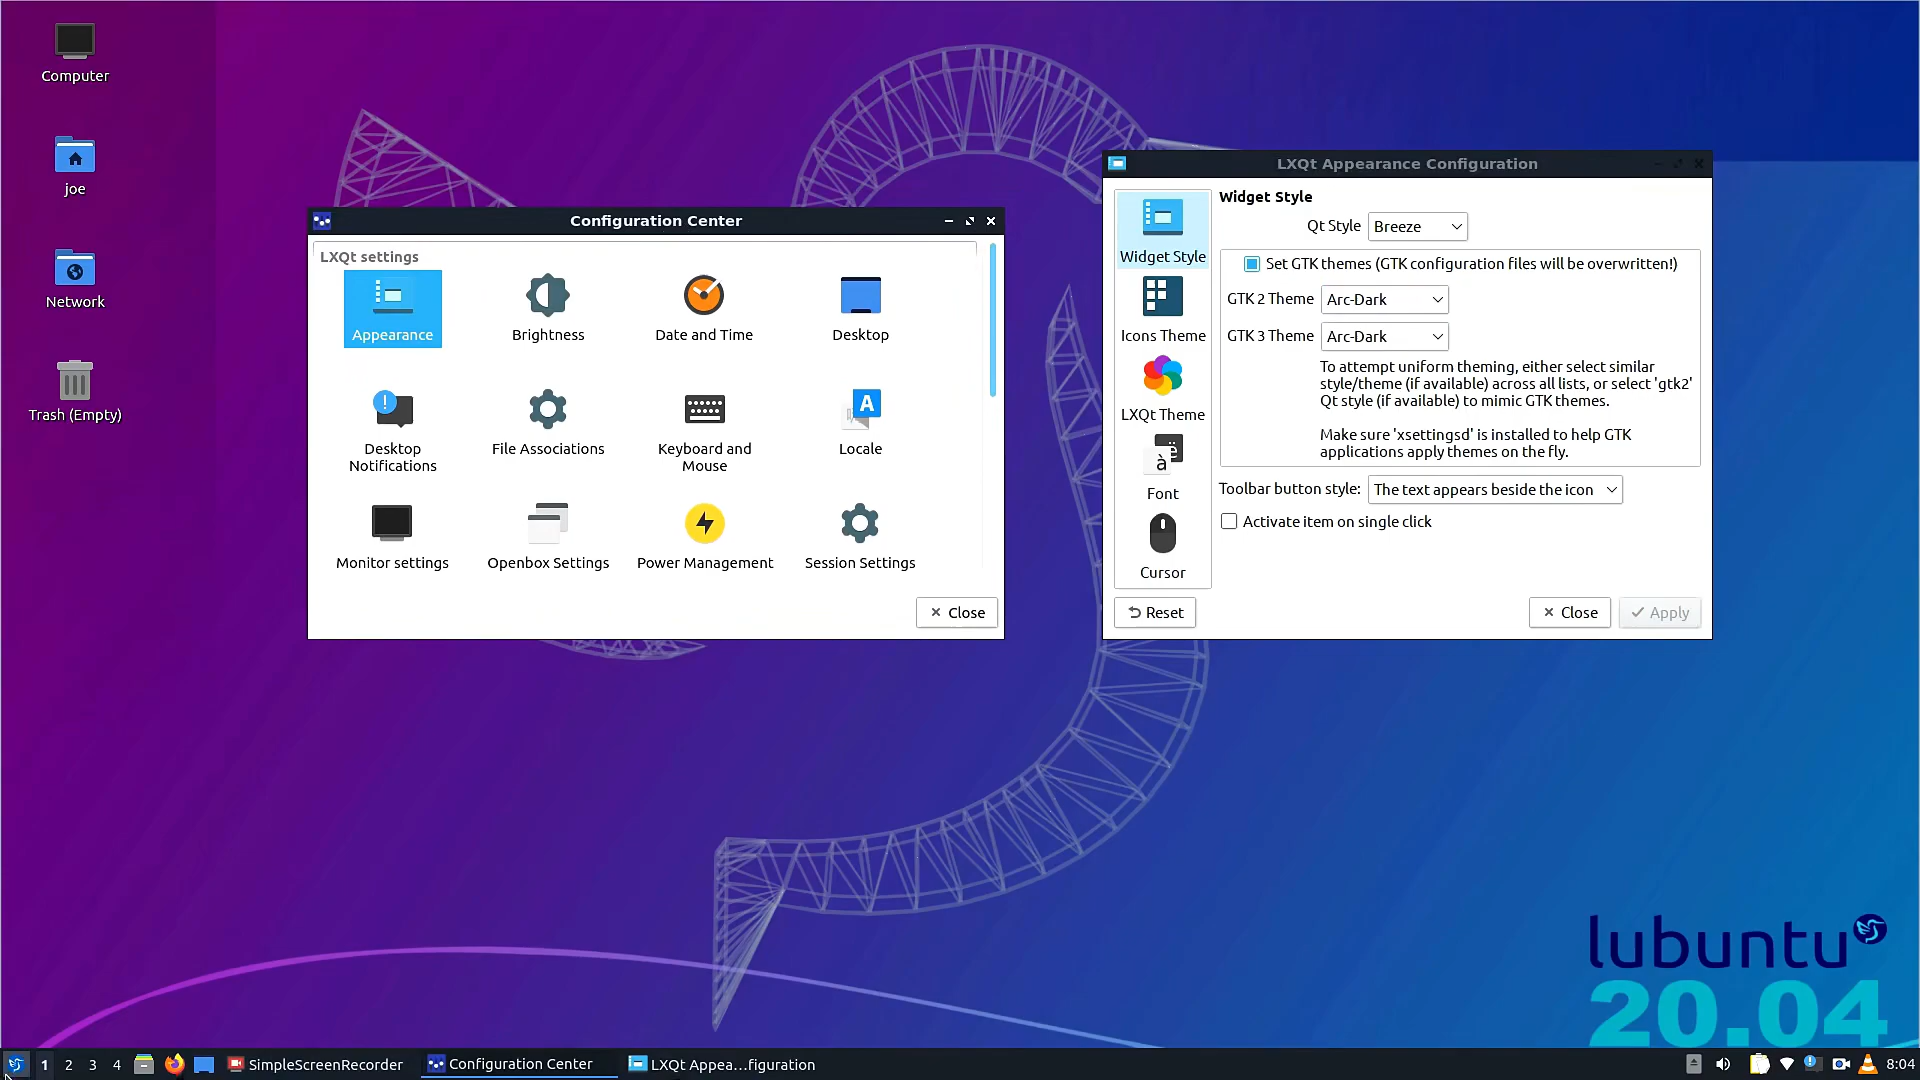 Computer
joe
Network
Trash (Empty)
Configuration Center
LXQt settings
Appearance
Brightness
Date and Time
Desktop
Desktop
Notifications
File Associations
Keyboard and
Mouse
Locale
Monitor settings
Openbox Settings
Power Management
Session Settings
Close
LXQt Appearance Configuration
Widget Style
Icons Theme
LXQt Theme
Font
Cursor
Widget Style
Qt Style Breeze
Set GTK themes (GTK configuration files will be overwritten!)
GTK 2 Theme Arc-Dark
GTK 3 Theme Arc-Dark
To attempt uniform theming, either select similar
style/theme (if available) across all lists, or select 'gtk2'
Qt style (if available) to mimic GTK themes.
Make sure 'xsettingsd' is installed to help GTK
applications apply themes on the fly.
Toolbar button style: The text appears beside the icon
Activate item on single click
Reset
Close
Apply
lubuntu
20.04
1 2 3 4 SimpleScreenRecorder Configuration Center LXQt Appea...figuration 8:04